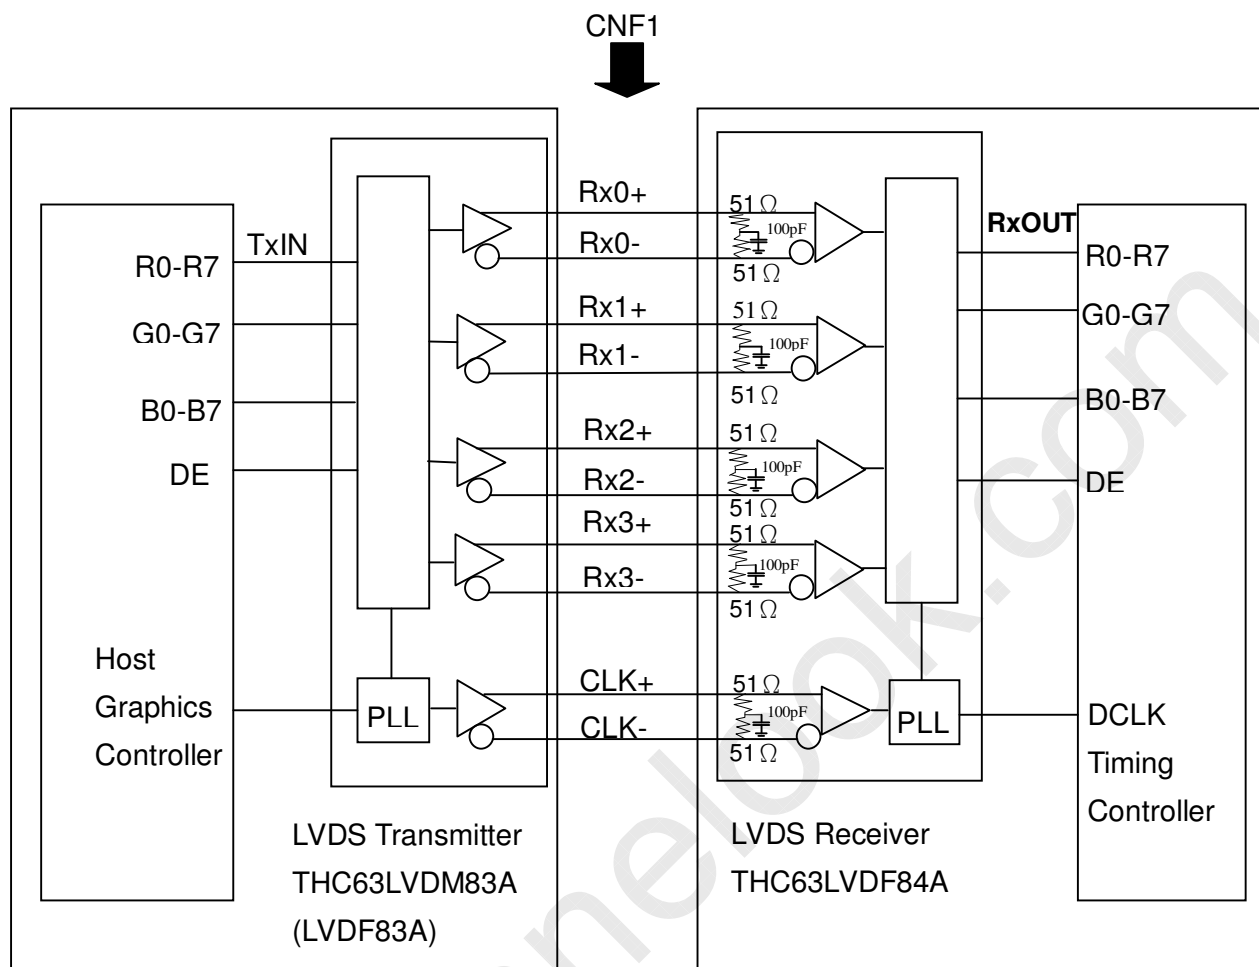 CNF1
Host
Graphics
Controller
R0-R7
G0-G7
B0-B7
DE
TxIN
PLL
LVDS Transmitter
THC63LVDM83A
(LVDF83A)
Rx0+
Rx0-
Rx1+
Rx1-
Rx2+
Rx2-
Rx3+
Rx3-
CLK+
CLK-
51Ω
100pF
51Ω
51Ω
100pF
51Ω
51Ω
100pF
51Ω
51Ω
100pF
51Ω
51Ω
100pF
51Ω
PLL
LVDS Receiver
THC63LVDF84A
RxOUT
R0-R7
G0-G7
B0-B7
DE
DCLK
Timing
Controller
nelook.com